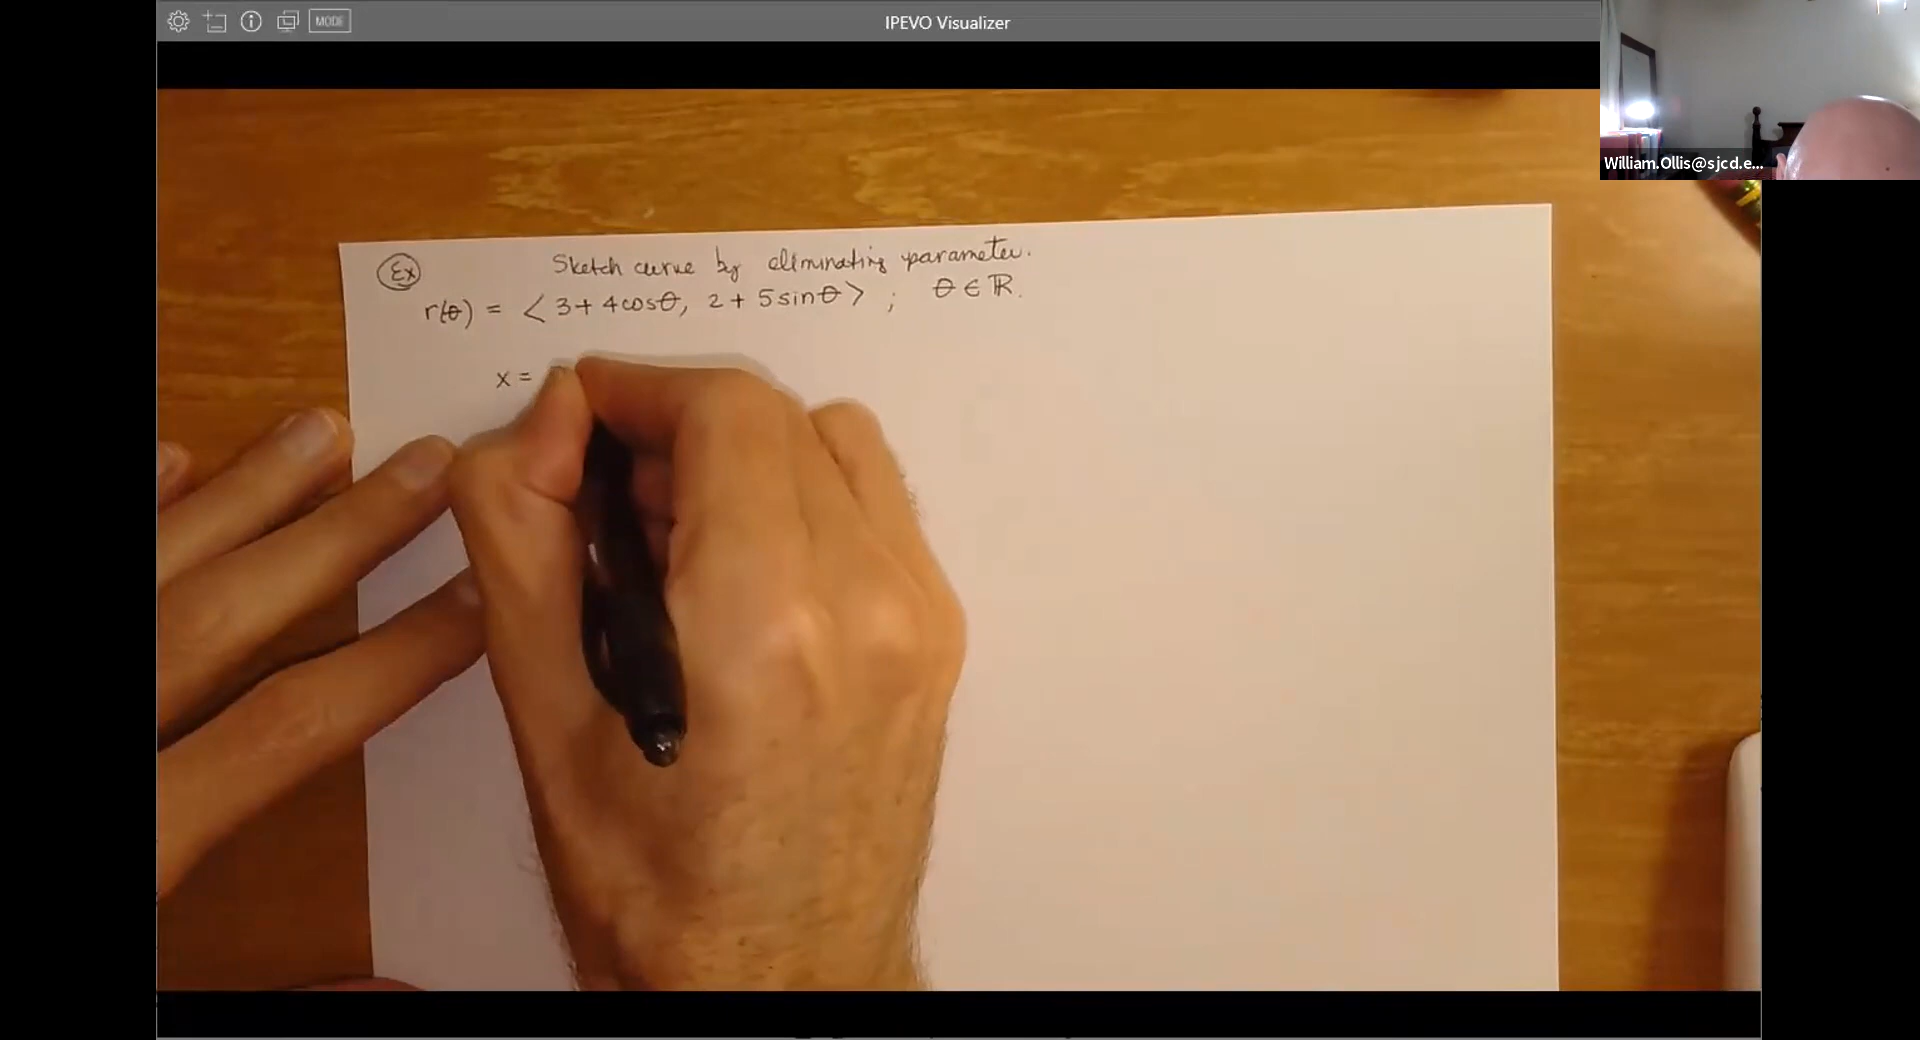 MODE
IPEVO Visualizer
William.Ollis@sjcd.e...
Ex
Sketch curve by eliminating parameter.
r(θ) = < 3 + 4cosθ, 2 + 5sinθ > ; θ ∈ ℝ.
x =